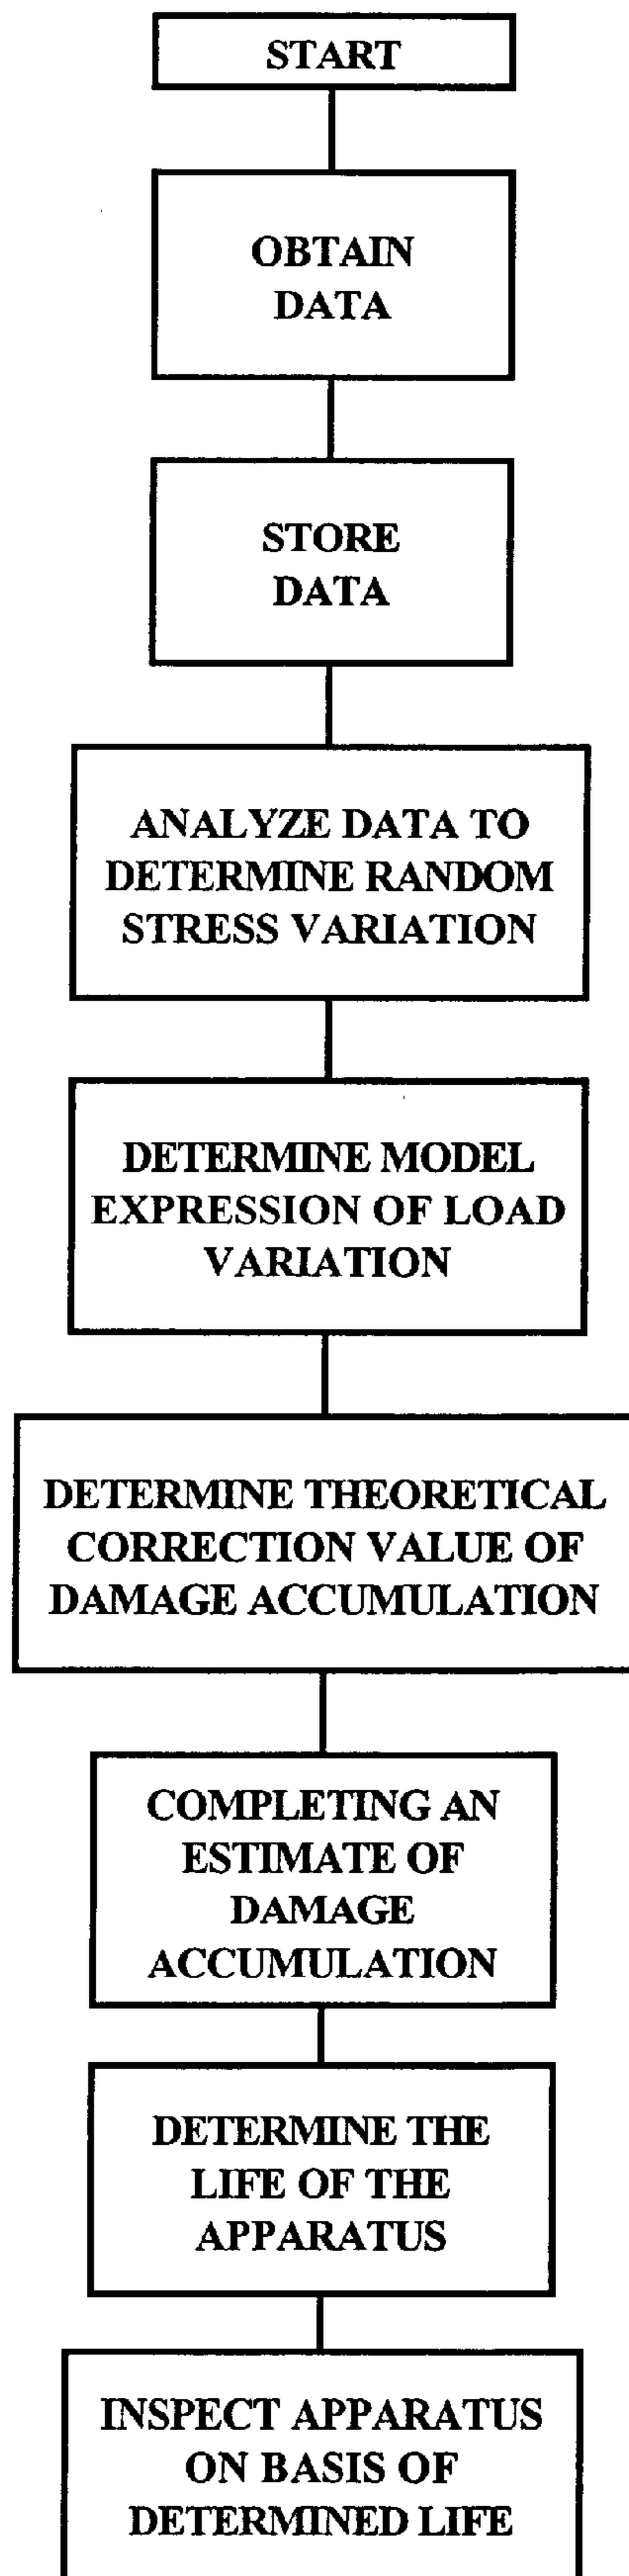 START
OBTAIN
DATA
STORE
DATA
ANALYZE DATA TO
DETERMINE RANDOM
STRESS VARIATION
DETERMINE MODEL
EXPRESSION OF LOAD
VARIATION
DETERMINE THEORETICAL
CORRECTION VALUE OF
DAMAGE ACCUMULATION
COMPLETING AN
ESTIMATE OF
DAMAGE
ACCUMULATION
DETERMINE THE
LIFE OF THE
APPARATUS
INSPECT APPARATUS
ON BASIS OF
DETERMINED LIFE